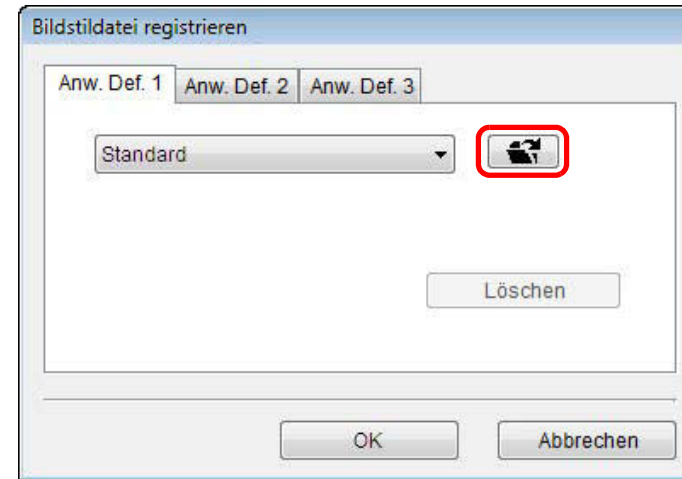 Bildstildatei registrieren
Anw. Def. 1 Anw. Def. 2 Anw. Def. 3
Standard
Löschen
OK Abbrechen